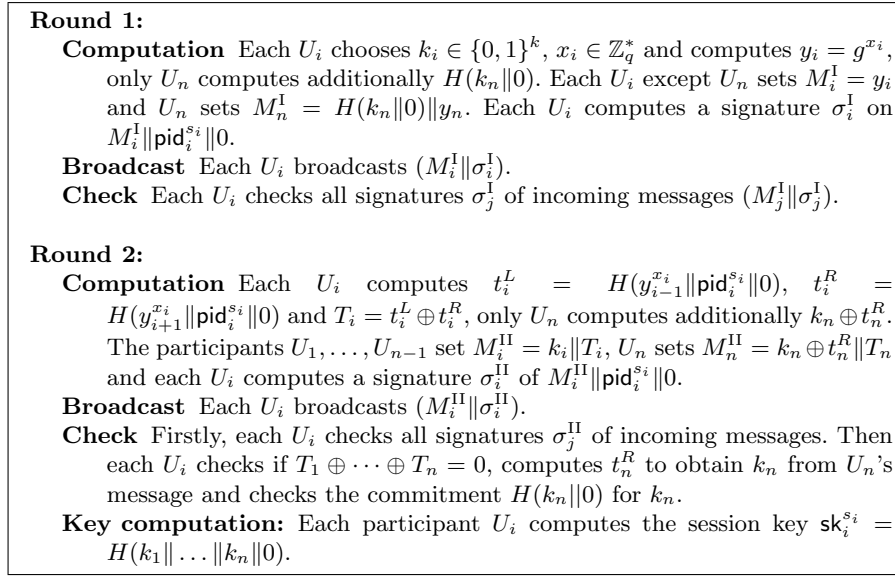 Round 1:
Computation Each U_i chooses k_i ∈ {0, 1}^k, x_i ∈ ℤ_q^* and computes y_i = g^{x_i},
only U_n computes additionally H(k_n‖0). Each U_i except U_n sets M_i^I = y_i
and U_n sets M_n^I = H(k_n‖0)‖y_n. Each U_i computes a signature σ_i^I on
M_i^I‖pid_i^{s_i}‖0.
Broadcast Each U_i broadcasts (M_i^I‖σ_i^I).
Check Each U_i checks all signatures σ_j^I of incoming messages (M_j^I‖σ_j^I).
Round 2:
Computation Each U_i computes t_i^L = H(y_{i−1}^{x_i}‖pid_i^{s_i}‖0), t_i^R =
H(y_{i+1}^{x_i}‖pid_i^{s_i}‖0) and T_i = t_i^L ⊕ t_i^R, only U_n computes additionally k_n ⊕ t_n^R.
The participants U_1, . . . , U_{n−1} set M_i^{II} = k_i‖T_i, U_n sets M_n^{II} = k_n ⊕ t_n^R‖T_n
and each U_i computes a signature σ_i^{II} of M_i^{II}‖pid_i^{s_i}‖0.
Broadcast Each U_i broadcasts (M_i^{II}‖σ_i^{II}).
Check Firstly, each U_i checks all signatures σ_j^{II} of incoming messages. Then
each U_i checks if T_1 ⊕ · · · ⊕ T_n = 0, computes t_n^R to obtain k_n from U_n's
message and checks the commitment H(k_n||0) for k_n.
Key computation: Each participant U_i computes the session key sk_i^{s_i} =
H(k_1‖ . . . ‖k_n‖0).